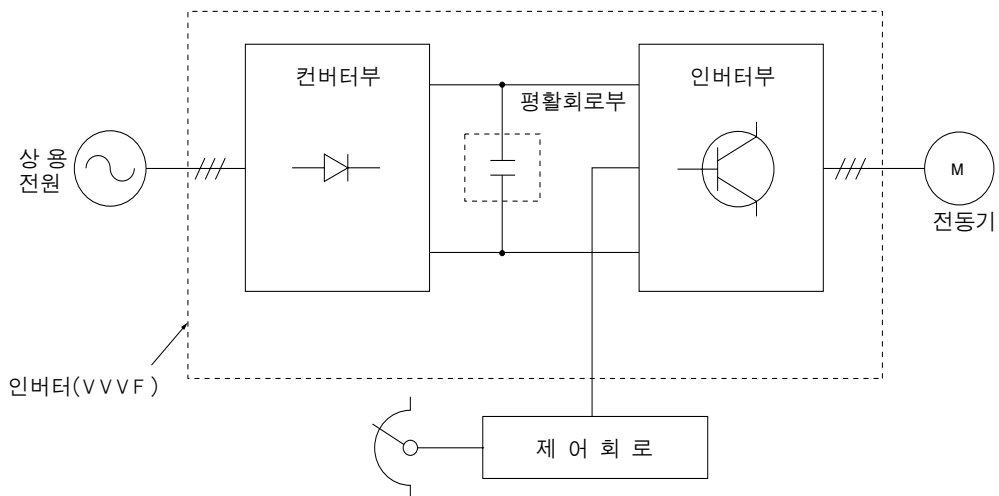 컨버터부
인버터부
평활회로부
상 용
전원
M
전동기
인버터(VVVF)
제 어 회 로